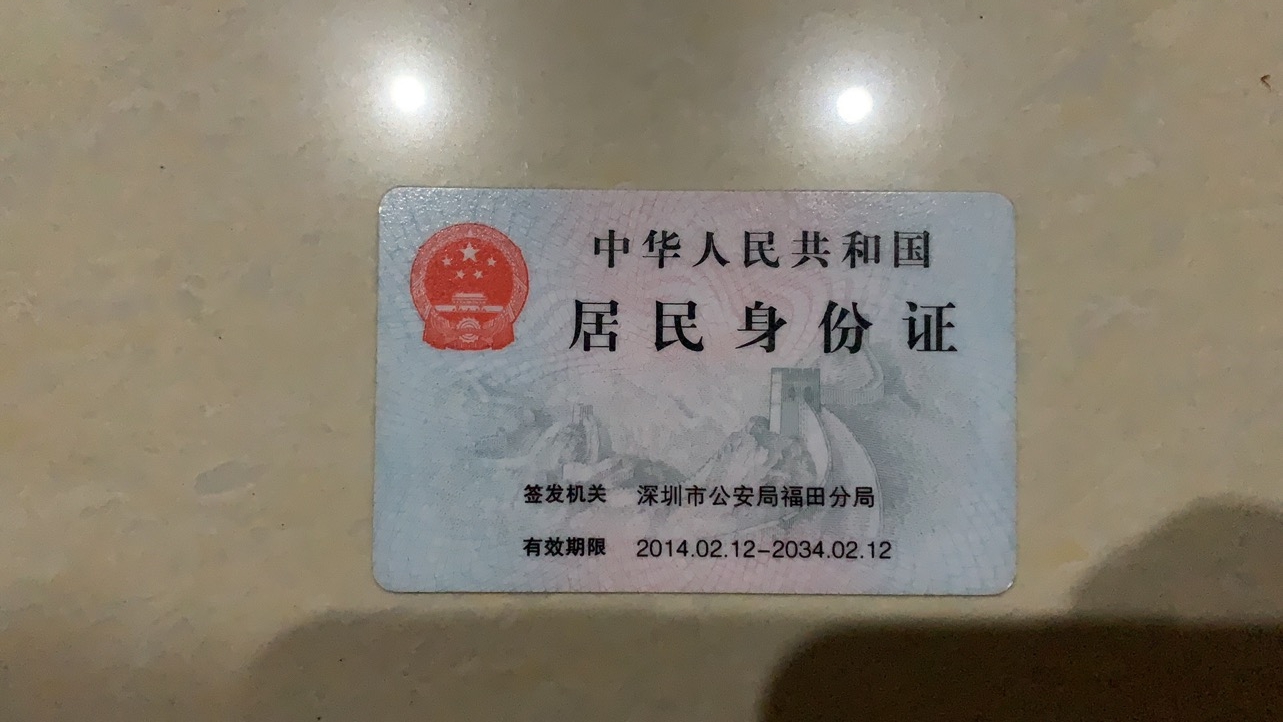 中华人民共和国
居民身份证
签发机关 深圳市公安局福田分局
有效期限 2014.02.12-2034.02.12